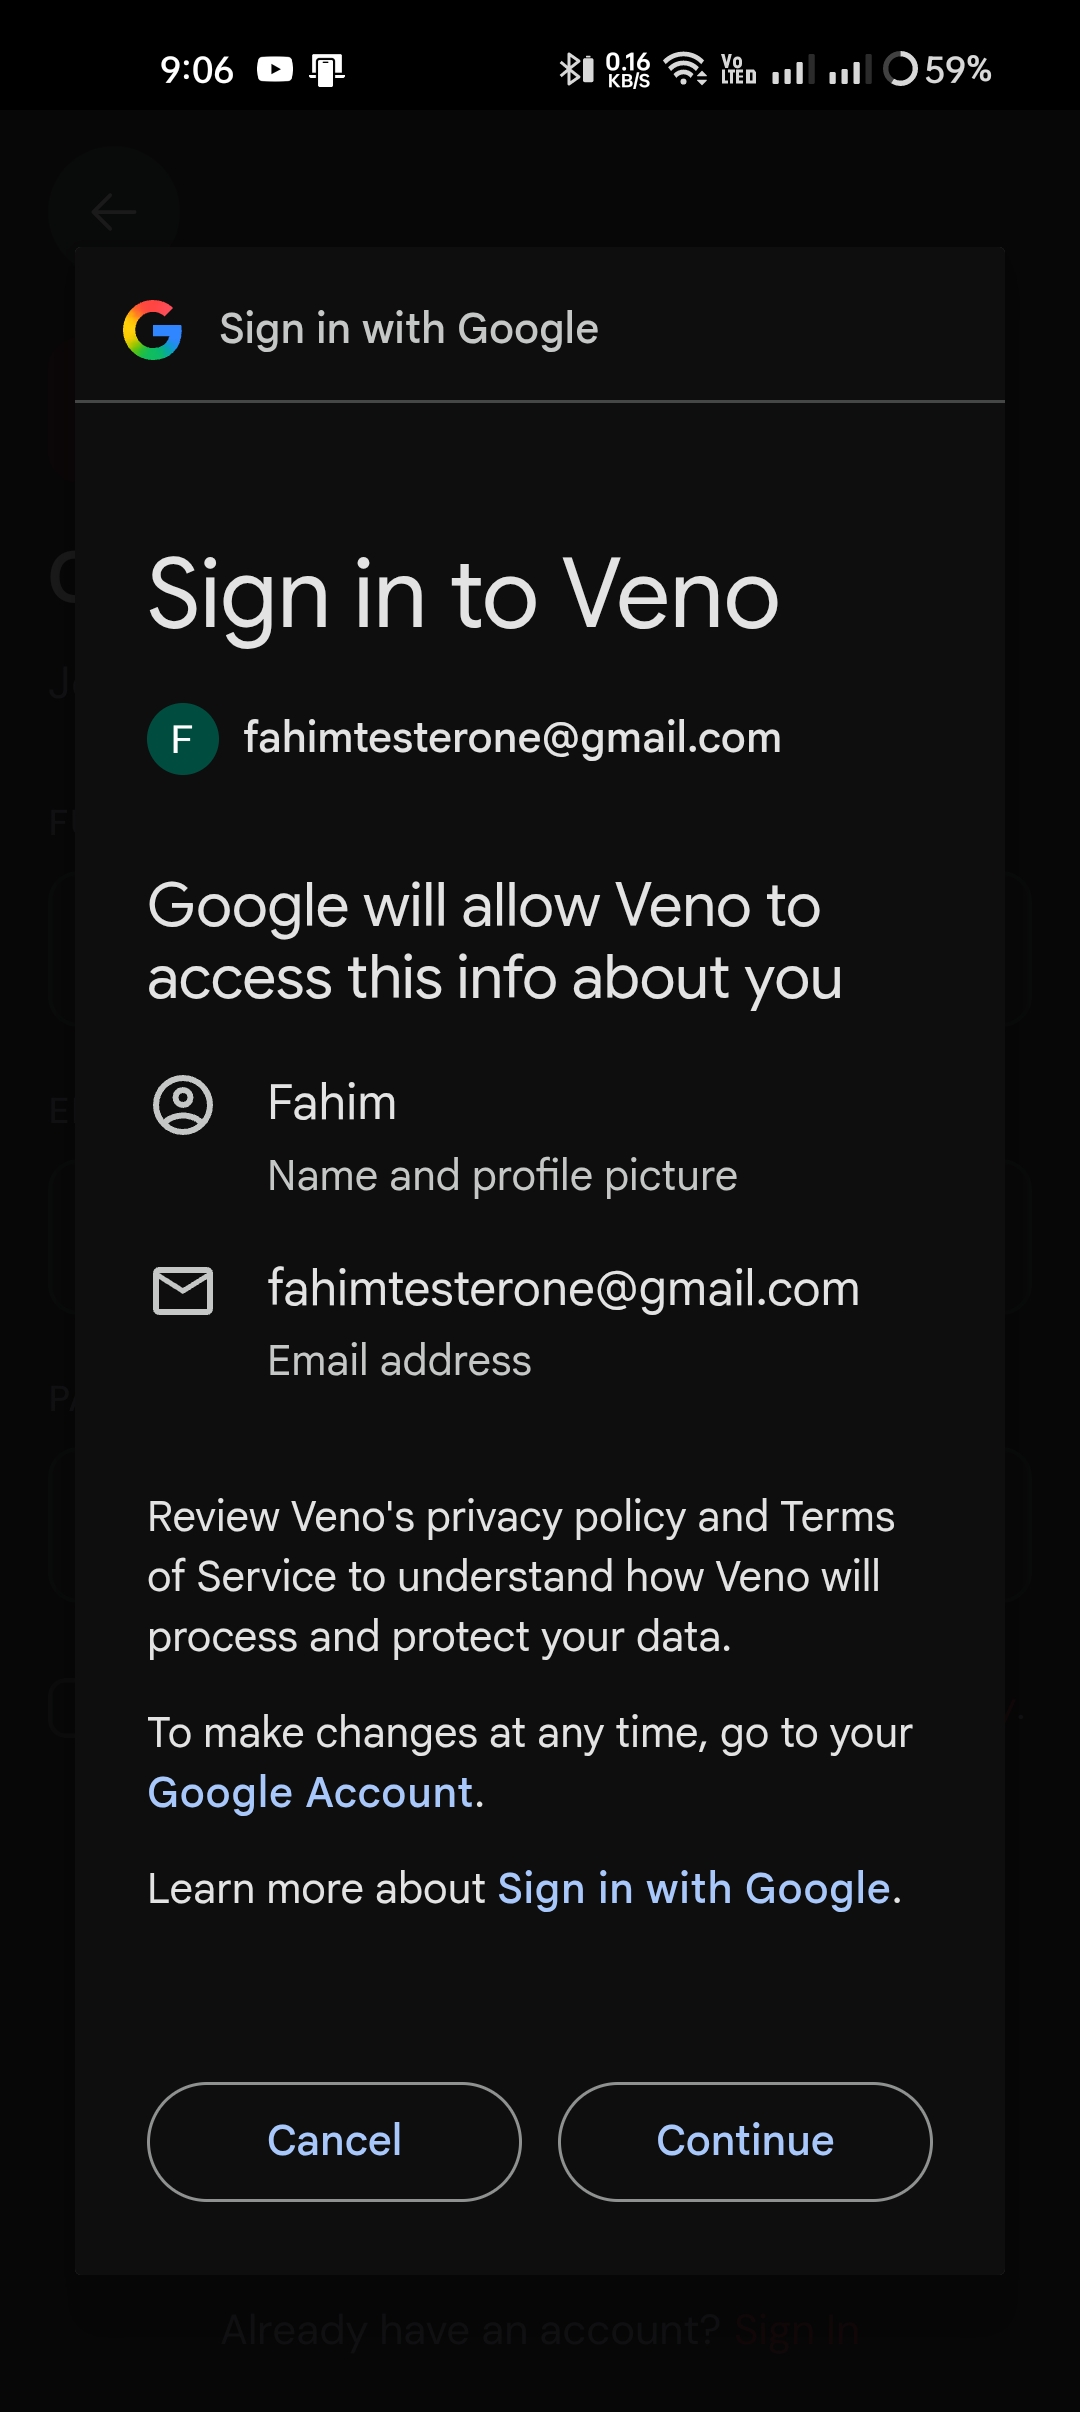 9:06
0.16
KB/S
Vo
LTED
59%
Sign in with Google
Sign in to Veno
F
fahimtesterone@gmail.com
Google will allow Veno to
access this info about you
Fahim
Name and profile picture
fahimtesterone@gmail.com
Email address
Review Veno's privacy policy and Terms
of Service to understand how Veno will
process and protect your data.
To make changes at any time, go to your
Google Account.
Learn more about Sign in with Google.
Cancel
Continue
Already have an account? Sign In